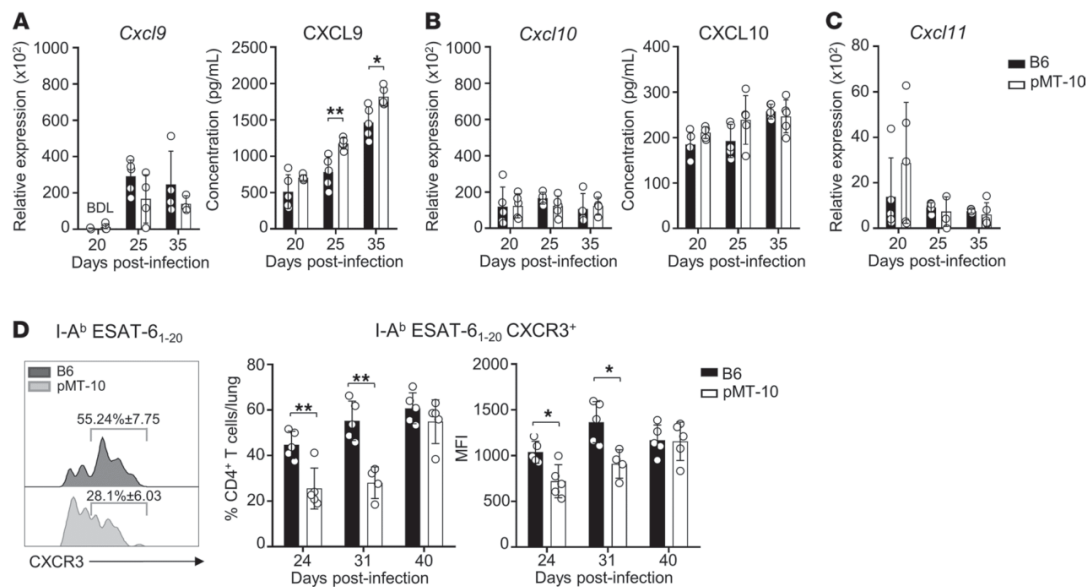 A
Cxcl9
Relative expression (x10²)
1000
800
600
400
200
0
BDL
20 25 35
Days post-infection
CXCL9
Concentration (pg/mL)
2500
2000
1500
1000
500
0
*
**
20 25 35
Days post-infection
B
Cxcl10
Relative expression (x10²)
1000
800
600
400
200
0
20 25 35
Days post-infection
CXCL10
Concentration (pg/mL)
400
300
200
100
0
20 25 35
Days post-infection
C
Cxcl11
Relative expression (x10²)
80
60
40
20
0
20 25 35
Days post-infection
B6
pMT-10
D
I-Aᵇ ESAT-6₁₋₂₀
B6
pMT-10
55.24%±7.75
28.1%±6.03
CXCR3
I-Aᵇ ESAT-6₁₋₂₀ CXCR3⁺
% CD4⁺ T cells/lung
80
60
40
20
0
** **
24 31 40
Days post-infection
MFI
2000
1500
1000
500
0
* *
24 31 40
Days post-infection
B6
pMT-10